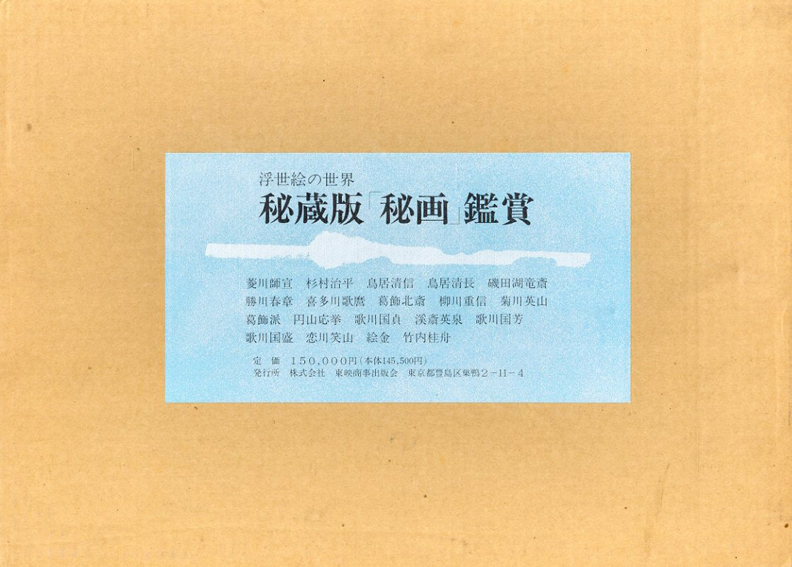 浮世絵の世界
秘蔵版「秘画」鑑賞
菱川師宣　杉村治平　鳥居清信　鳥居清長　磯田湖竜斎
勝川春章　喜多川歌麿　葛飾北斎　柳川重信　菊川英山
葛飾派　円山応挙　歌川国貞　溪斎英泉　歌川国芳
歌川国盛　恋川笑山　絵金　竹内桂舟
定　価　１５０,０００円(本体145,500円)
発行所　株式会社　東映商事出版会　東京都豊島区巣鴨２－11－４